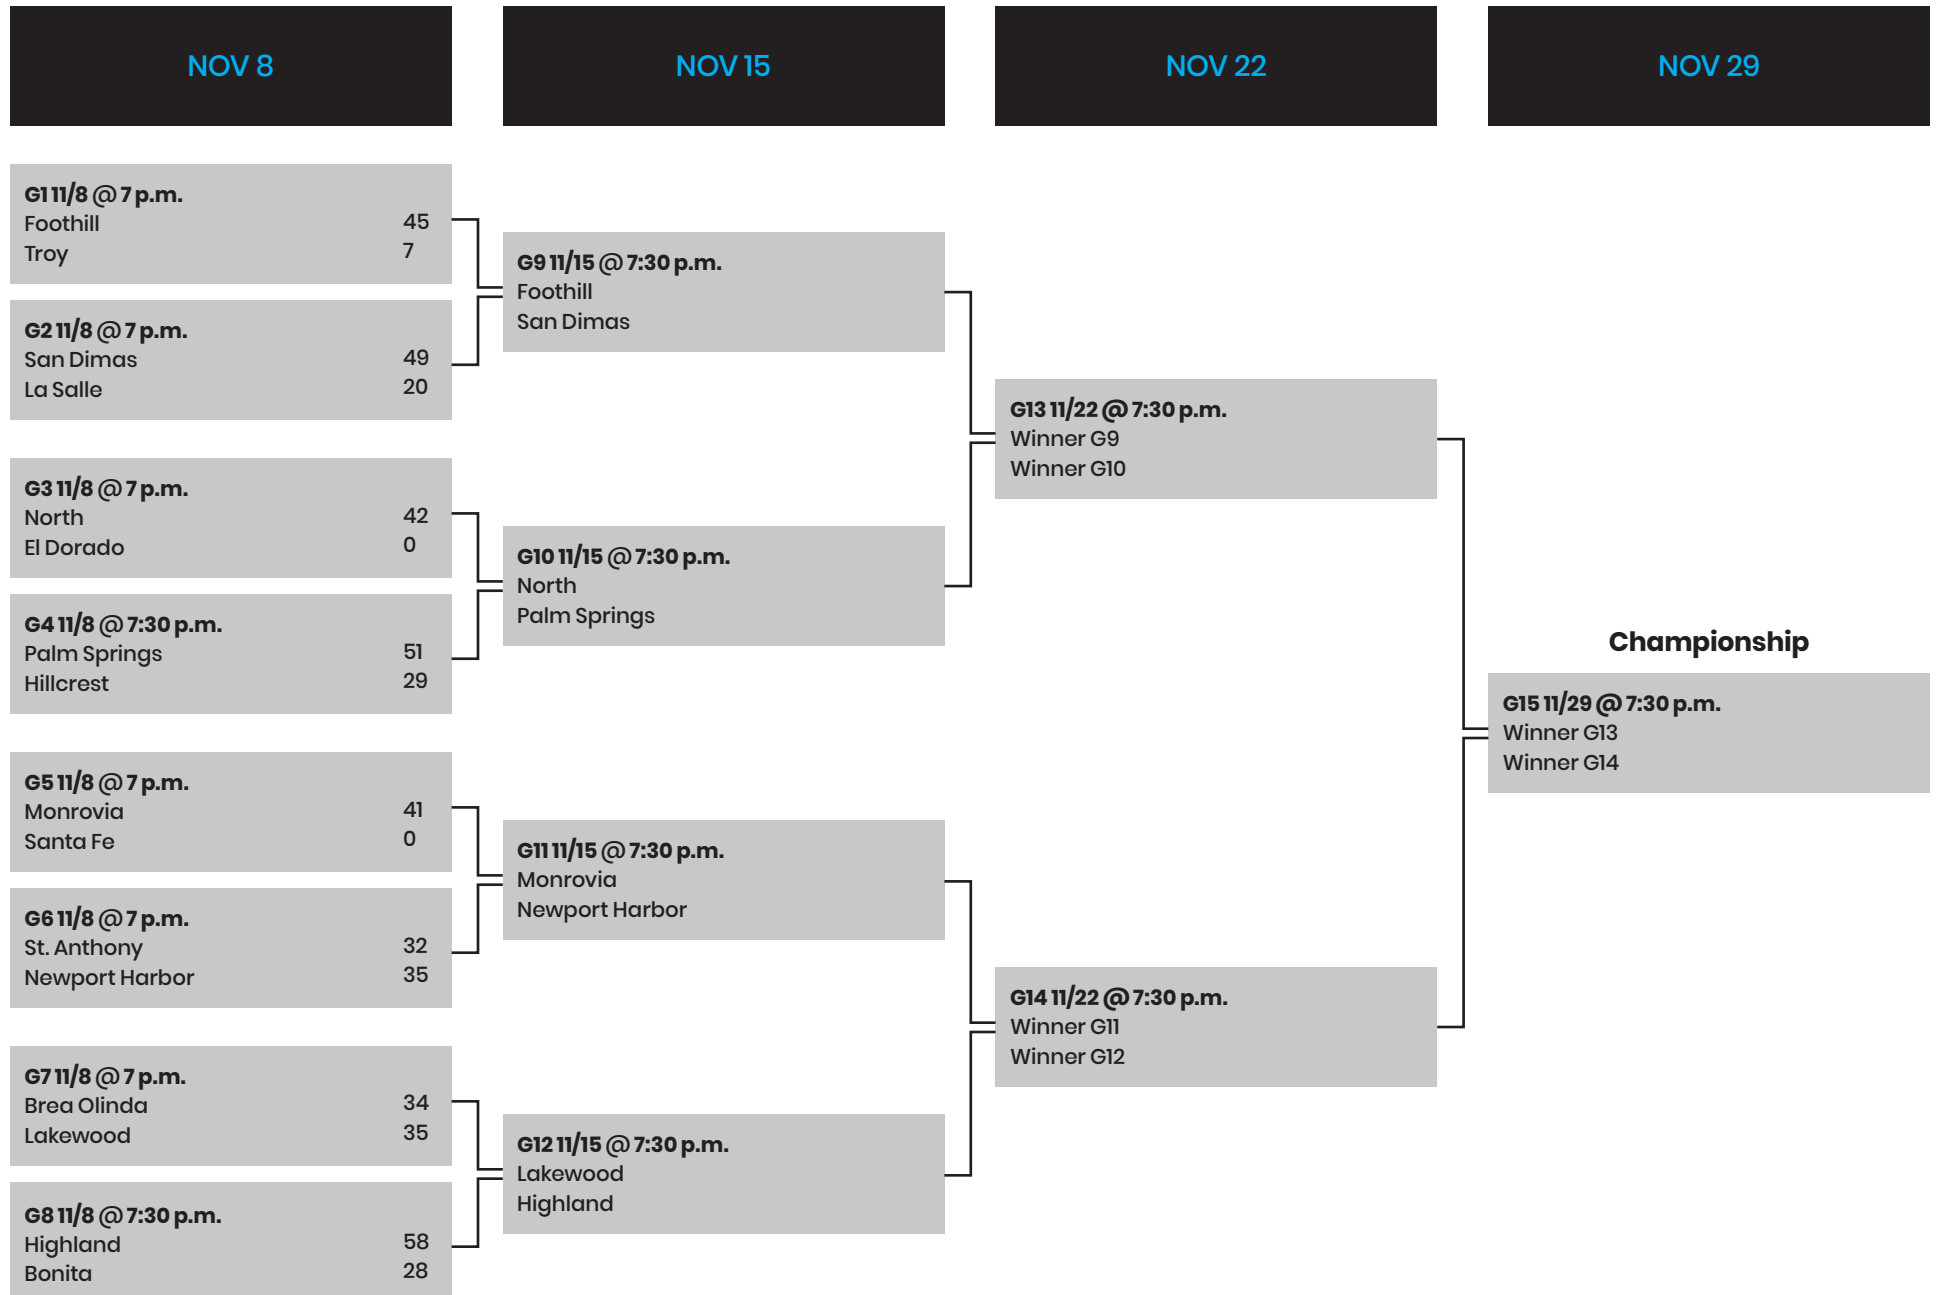 NOV 8
NOV 15
NOV 22
NOV 29
G1 11/8 @ 7 p.m.
Foothill 45
Troy 7
G2 11/8 @ 7 p.m.
San Dimas 49
La Salle 20
G3 11/8 @ 7 p.m.
North 42
El Dorado 0
G4 11/8 @ 7:30 p.m.
Palm Springs 51
Hillcrest 29
G5 11/8 @ 7 p.m.
Monrovia 41
Santa Fe 0
G6 11/8 @ 7 p.m.
St. Anthony 32
Newport Harbor 35
G7 11/8 @ 7 p.m.
Brea Olinda 34
Lakewood 35
G8 11/8 @ 7:30 p.m.
Highland 58
Bonita 28
G9 11/15 @ 7:30 p.m.
Foothill
San Dimas
G10 11/15 @ 7:30 p.m.
North
Palm Springs
G11 11/15 @ 7:30 p.m.
Monrovia
Newport Harbor
G12 11/15 @ 7:30 p.m.
Lakewood
Highland
G13 11/22 @ 7:30 p.m.
Winner G9
Winner G10
G14 11/22 @ 7:30 p.m.
Winner G11
Winner G12
Championship
G15 11/29 @ 7:30 p.m.
Winner G13
Winner G14